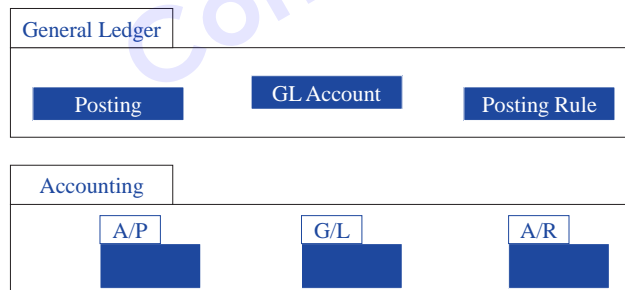 General Ledger
Posting
GL Account
Posting Rule
Accounting
A/P
G/L
A/R